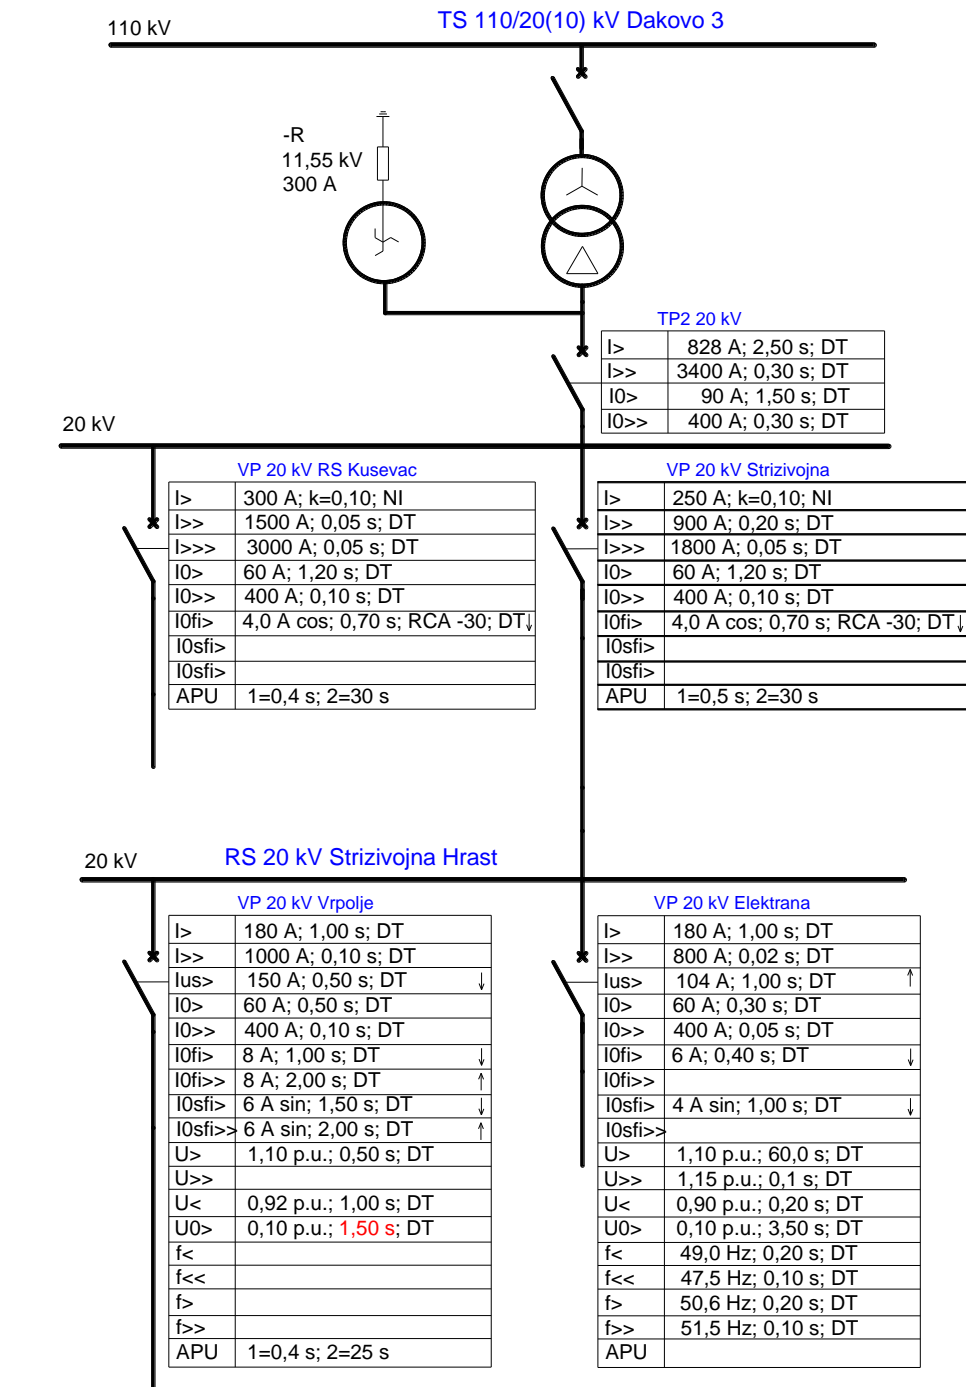 TS 110/20(10) kV Dakovo 3
110 kV
-R
11,55 kV
300 A
TP2 20 kV
I> 828 A; 2,50 s; DT
I>> 3400 A; 0,30 s; DT
I0> 90 A; 1,50 s; DT
I0>> 400 A; 0,30 s; DT
20 kV
VP 20 kV RS Kusevac
I> 300 A; k=0,10; NI
I>> 1500 A; 0,05 s; DT
I>>> 3000 A; 0,05 s; DT
I0> 60 A; 1,20 s; DT
I0>> 400 A; 0,10 s; DT
I0fi> 4,0 A cos; 0,70 s; RCA -30; DT↓
I0sfi>
I0sfi>
APU 1=0,4 s; 2=30 s
VP 20 kV Strizivojna
I> 250 A; k=0,10; NI
I>> 900 A; 0,20 s; DT
I>>> 1800 A; 0,05 s; DT
I0> 60 A; 1,20 s; DT
I0>> 400 A; 0,10 s; DT
I0fi> 4,0 A cos; 0,70 s; RCA -30; DT↓
I0sfi>
I0sfi>
APU 1=0,5 s; 2=30 s
20 kV
RS 20 kV Strizivojna Hrast
VP 20 kV Vrpolje
I> 180 A; 1,00 s; DT
I>> 1000 A; 0,10 s; DT
Ius> 150 A; 0,50 s; DT ↓
I0> 60 A; 0,50 s; DT
I0>> 400 A; 0,10 s; DT
I0fi> 8 A; 1,00 s; DT ↓
I0fi>> 8 A; 2,00 s; DT ↑
I0sfi> 6 A sin; 1,50 s; DT ↓
I0sfi>> 6 A sin; 2,00 s; DT ↑
U> 1,10 p.u.; 0,50 s; DT
U>>
U< 0,92 p.u.; 1,00 s; DT
U0> 0,10 p.u.; 1,50 s; DT
f<
f<<
f>
f>>
APU 1=0,4 s; 2=25 s
VP 20 kV Elektrana
I> 180 A; 1,00 s; DT
I>> 800 A; 0,02 s; DT
Ius> 104 A; 1,00 s; DT ↑
I0> 60 A; 0,30 s; DT
I0>> 400 A; 0,05 s; DT
I0fi> 6 A; 0,40 s; DT ↓
I0fi>>
I0sfi> 4 A sin; 1,00 s; DT ↓
I0sfi>>
U> 1,10 p.u.; 60,0 s; DT
U>> 1,15 p.u.; 0,1 s; DT
U< 0,90 p.u.; 0,20 s; DT
U0> 0,10 p.u.; 3,50 s; DT
f< 49,0 Hz; 0,20 s; DT
f<< 47,5 Hz; 0,10 s; DT
f> 50,6 Hz; 0,20 s; DT
f>> 51,5 Hz; 0,10 s; DT
APU